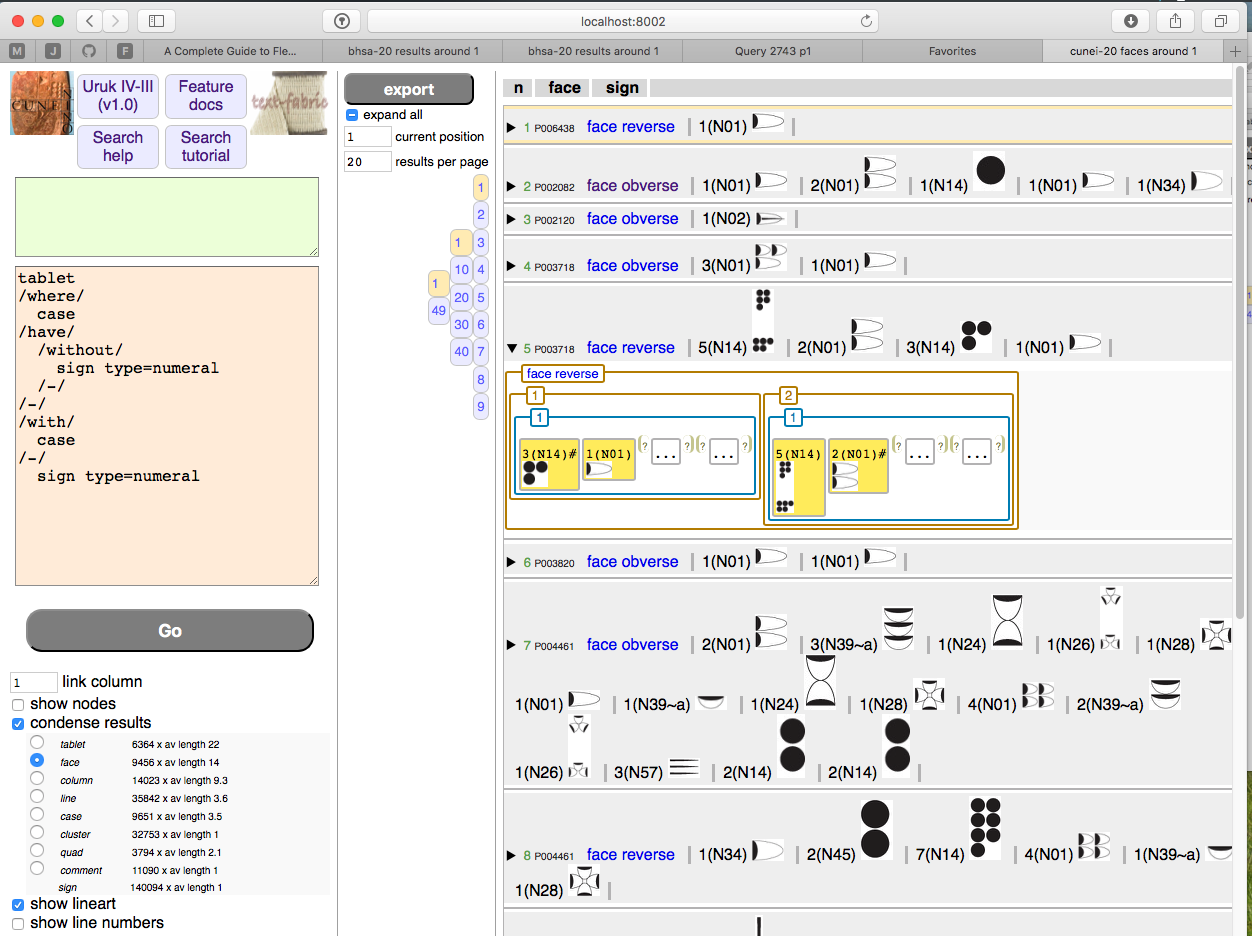 localhost:8002
M J F A Complete Guide to Fle... bhsa-20 results around 1 bhsa-20 results around 1 Query 2743 p1 Favorites cunei-20 faces around 1
CUNEI
Uruk IV-III (v1.0)
Feature docs
text-fabric
Search help
Search tutorial
tablet
/where/
  case
/have/
  /without/
    sign type=numeral
  /-/
/-/
/with/
  case
/-/
  sign type=numeral
Go
1 link column
show nodes
condense results
tablet 6364 x av length 22
face 9456 x av length 14
column 14023 x av length 9.3
line 35842 x av length 3.6
case 9651 x av length 3.5
cluster 32753 x av length 1
quad 3794 x av length 2.1
comment 11090 x av length 1
sign 140094 x av length 1
show lineart
show line numbers
export
expand all
1 current position
20 results per page
1
2
1 3
10 4
1
20 5
49
30 6
40 7
8
9
n face sign
1 P006438 face reverse | 1(N01) |
2 P002082 face obverse | 1(N01) | 2(N01) | 1(N14) | 1(N01) | 1(N34) |
3 P002120 face obverse | 1(N02) |
4 P003718 face obverse | 3(N01) | 1(N01) |
5 P003718 face reverse | 5(N14) | 2(N01) | 3(N14) | 1(N01) |
face reverse
1 2
1 1
3(N14)# 1(N01) (? ... ?) (? ... ?) 5(N14) 2(N01)# (? ... ?) (? ... ?)
6 P003820 face obverse | 1(N01) | 1(N01) |
7 P004461 face obverse | 2(N01) | 3(N39~a) | 1(N24) | 1(N26) | 1(N28)
1(N01) | 1(N39~a) | 1(N24) | 1(N28) | 4(N01) | 2(N39~a)
1(N26) | 3(N57) | 2(N14) | 2(N14) |
8 P004461 face reverse | 1(N34) | 2(N45) | 7(N14) | 4(N01) | 1(N39~a)
1(N28) |